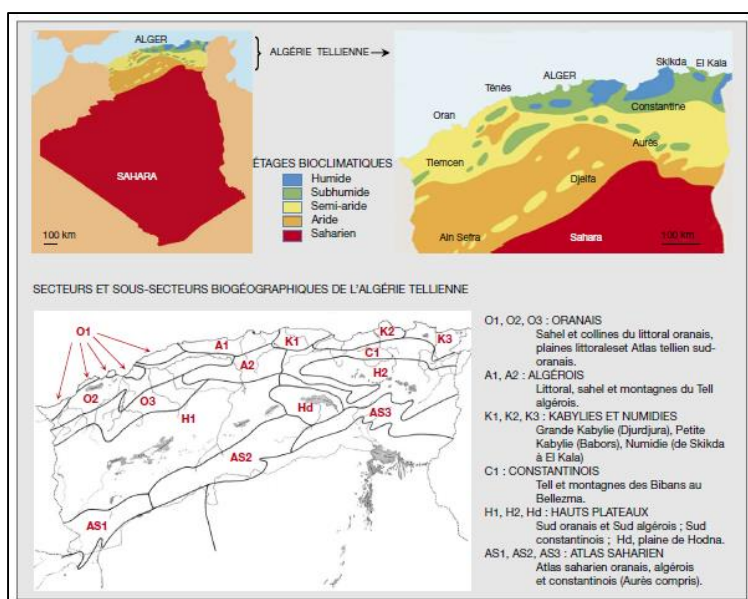 ALGER
ALGÉRIE TELLIENNE
SAHARA
100 km
ÉTAGES BIOCLIMATIQUES
Humide
Subhumide
Semi-aride
Aride
Saharien
Skikda
El Kala
ALGER
Ténès
Constantine
Oran
Aurès
Tlemcen
Djelfa
Ain Sefra
Sahara
100 km
SECTEURS ET SOUS-SECTEURS BIOGÉOGRAPHIQUES DE L'ALGÉRIE TELLIENNE
O1
A1
K1
K2
K3
C1
A2
H2
O2
O3
H1
Hd
AS3
AS2
AS1
O1, O2, O3 : ORANAIS
Sahel et collines du littoral oranais,
plaines littoraleset Atlas tellien sud-
oranais.
A1, A2 : ALGÉROIS
Littoral, sahel et montagnes du Tell
algérois.
K1, K2, K3 : KABYLIES ET NUMIDIES
Grande Kabylie (Djurdjura), Petite
Kabylie (Babors), Numidie (de Skikda
à El Kala)
C1 : CONSTANTINOIS
Tell et montagnes des Bibans au
Bellezma.
H1, H2, Hd : HAUTS PLATEAUX
Sud oranais et Sud algérois ; Sud
constantinois ; Hd, plaine de Hodna.
AS1, AS2, AS3 : ATLAS SAHARIEN
Atlas saharien oranais, algérois
et constantinois (Aurès compris).